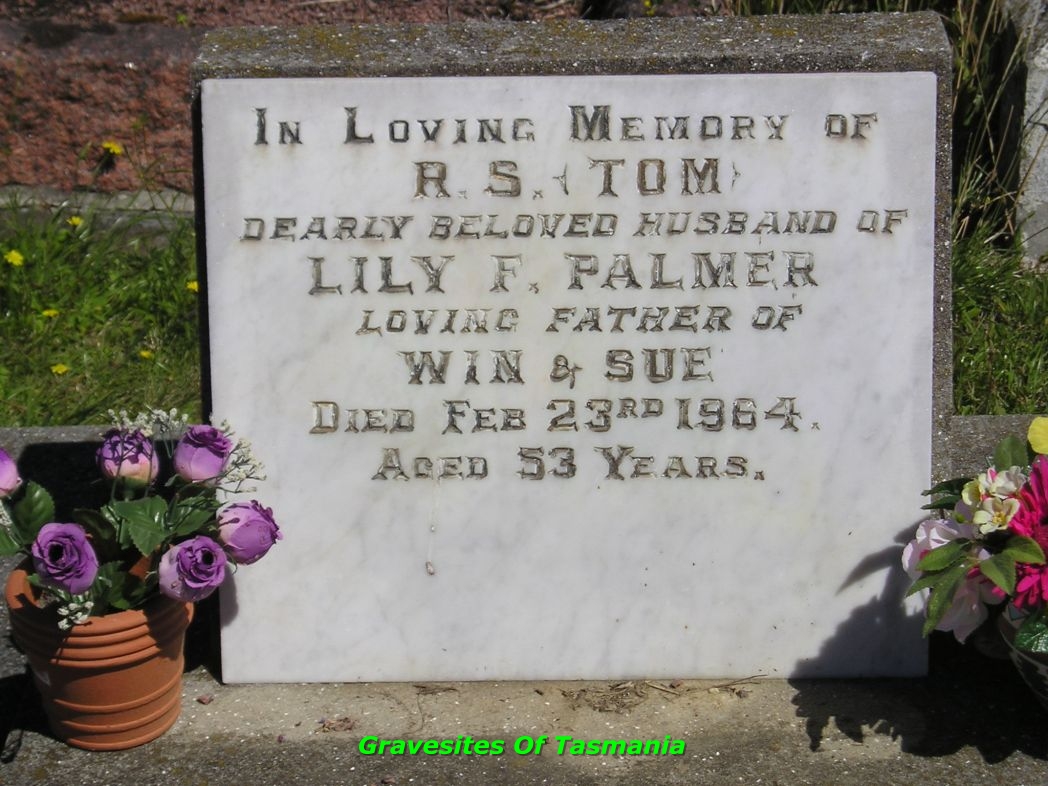 In Loving Memory of
R.S. (TOM)
DEARLY BELOVED HUSBAND OF
LILY F. PALMER
LOVING FATHER OF
WIN & SUE
Died Feb 23RD 1964.
Aged 53 Years.
Gravesites Of Tasmania